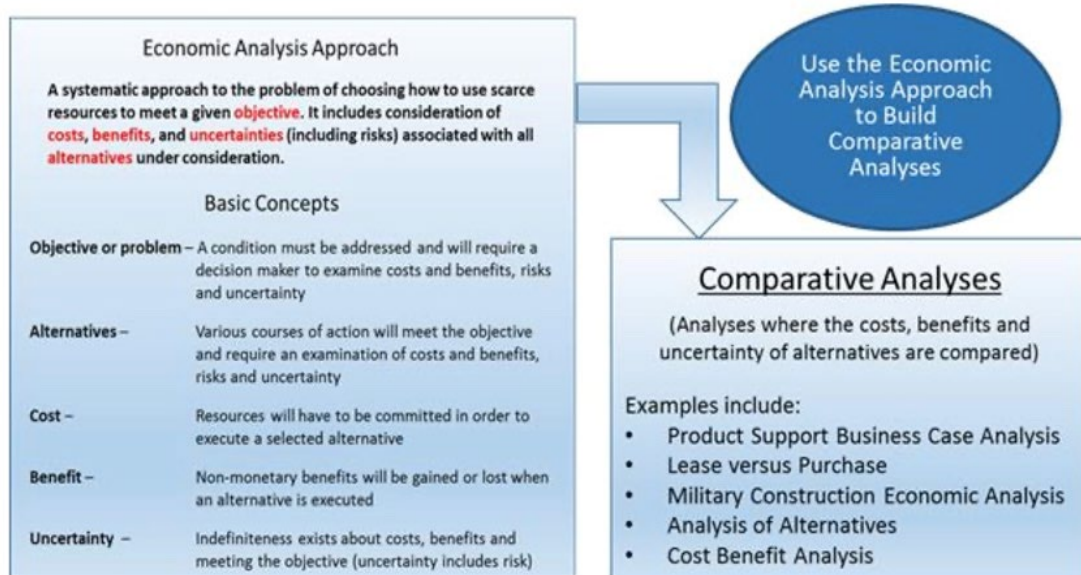 Economic Analysis Approach
A systematic approach to the problem of choosing how to use scarce
resources to meet a given objective. It includes consideration of
costs, benefits, and uncertainties (including risks) associated with all
alternatives under consideration.
Basic Concepts
Objective or problem – A condition must be addressed and will require a
decision maker to examine costs and benefits, risks
and uncertainty
Alternatives – Various courses of action will meet the objective
and require an examination of costs and benefits,
risks and uncertainty
Cost – Resources will have to be committed in order to
execute a selected alternative
Benefit – Non-monetary benefits will be gained or lost when
an alternative is executed
Uncertainty – Indefiniteness exists about costs, benefits and
meeting the objective (uncertainty includes risk)
Use the Economic
Analysis Approach
to Build
Comparative
Analyses
Comparative Analyses
(Analyses where the costs, benefits and
uncertainty of alternatives are compared)
Examples include:
• Product Support Business Case Analysis
• Lease versus Purchase
• Military Construction Economic Analysis
• Analysis of Alternatives
• Cost Benefit Analysis